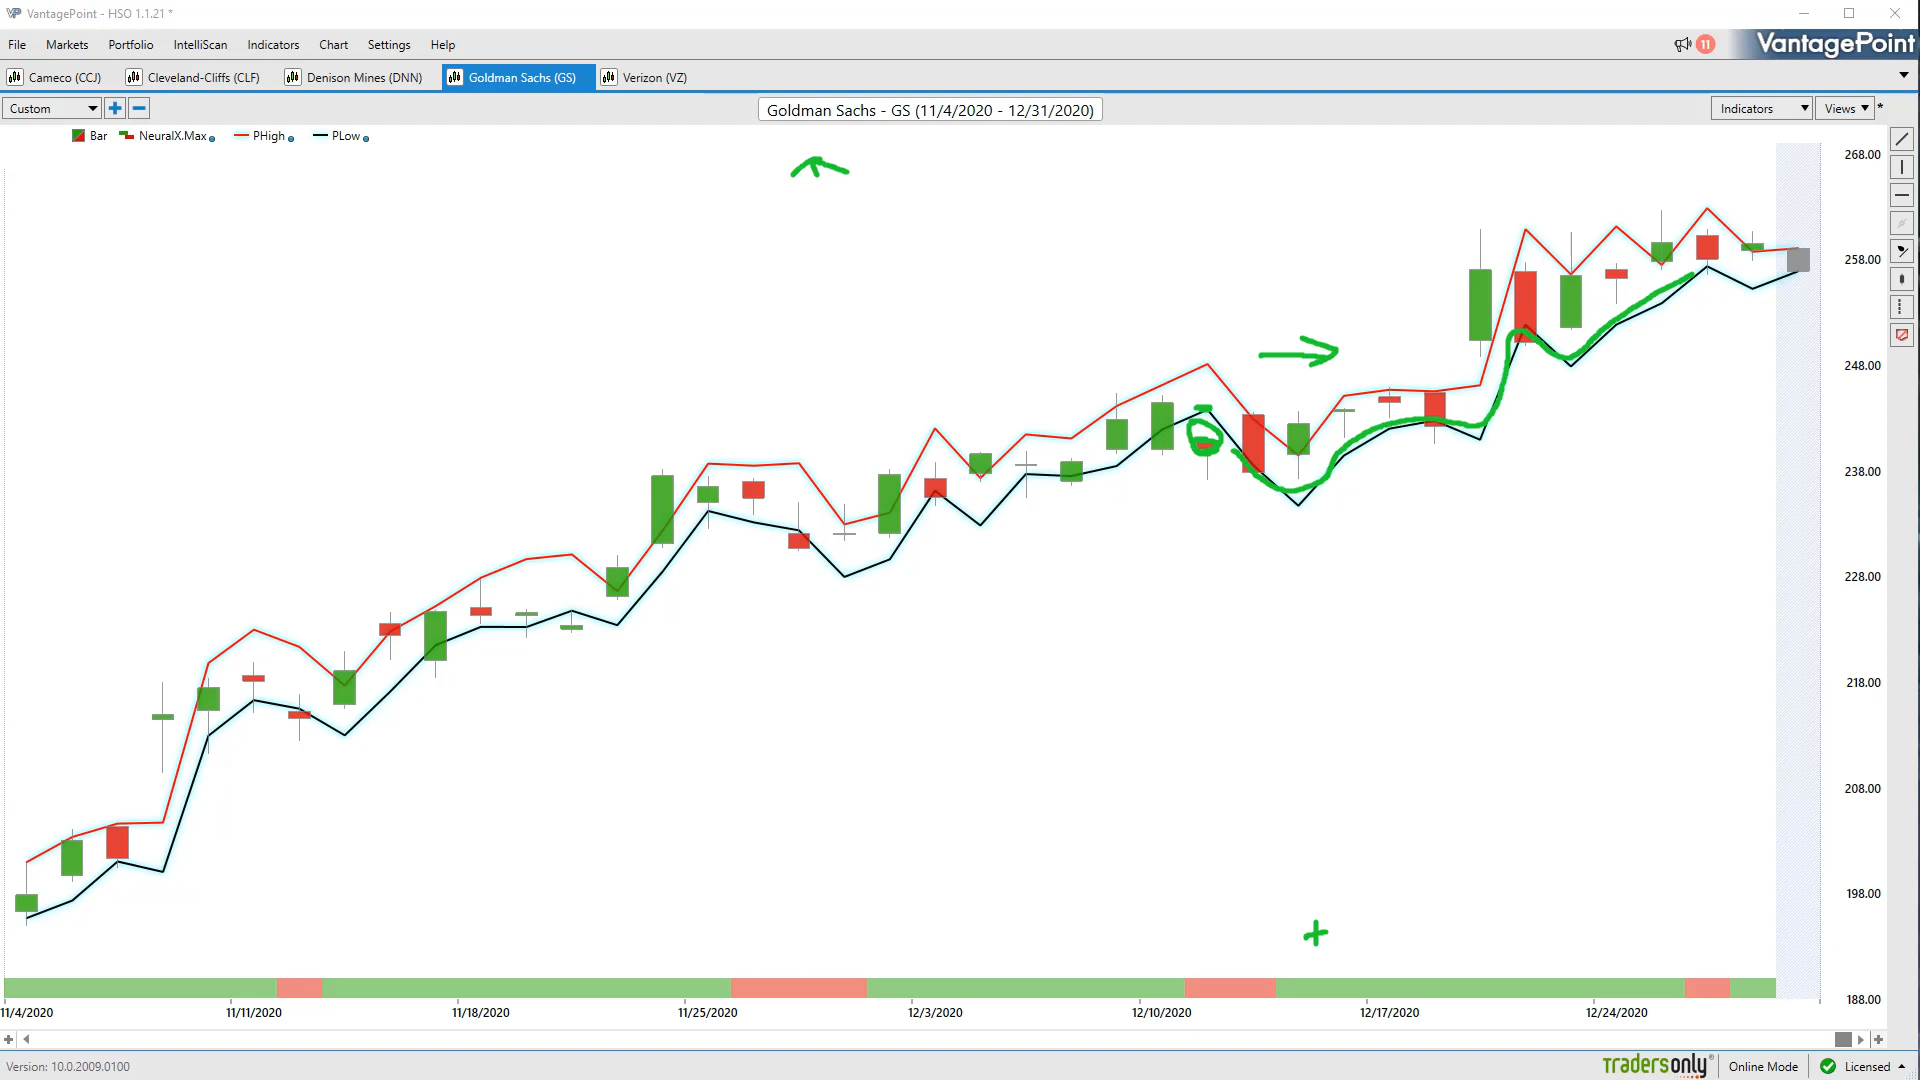 VP VantagePoint - HSO 1.1.21 *
File Markets Portfolio IntelliScan Indicators Chart Settings Help 11 VantagePoint
Cameco (CCJ) Cleveland-Cliffs (CLF) Denison Mines (DNN) Goldman Sachs (GS) Verizon (VZ)
Custom Goldman Sachs - GS (11/4/2020 - 12/31/2020) Indicators Views *
Bar NeuralX.Max PHigh PLow
268.00
258.00
248.00
238.00
228.00
218.00
208.00
198.00
188.00
11/4/2020 11/11/2020 11/18/2020 11/25/2020 12/3/2020 12/10/2020 12/17/2020 12/24/2020
Version: 10.0.2009.0100 tradersonly® Online Mode Licensed